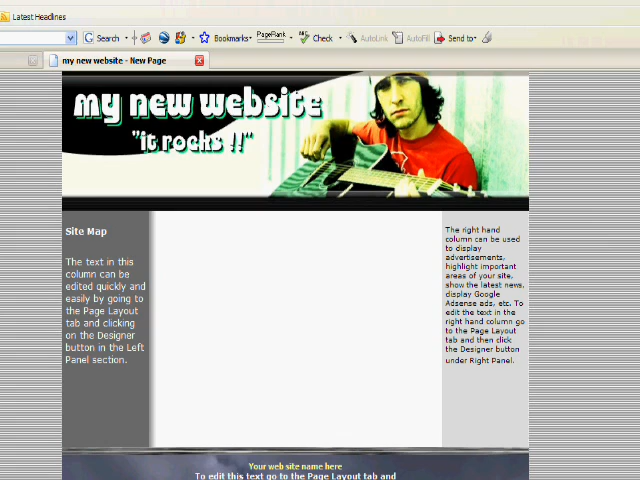 Latest Headlines
G Search
Bookmarks
PageRank
Check
AutoLink
AutoFill
Send to
my new website - New Page
my new website
"it rocks !!"
Site Map
The text in this
column can be
edited quickly and
easily by going to
the Page Layout
tab and clicking
on the Designer
button in the Left
Panel section.
The right hand
column can be used
to display
advertisements,
highlight important
areas of your site,
show the latest news,
display Google
Adsense ads, etc. To
edit the text in the
right hand column go
to the Page Layout
tab and then click
the Designer button
under Right Panel.
Your web site name here
To edit this text go to the Page Layout tab and